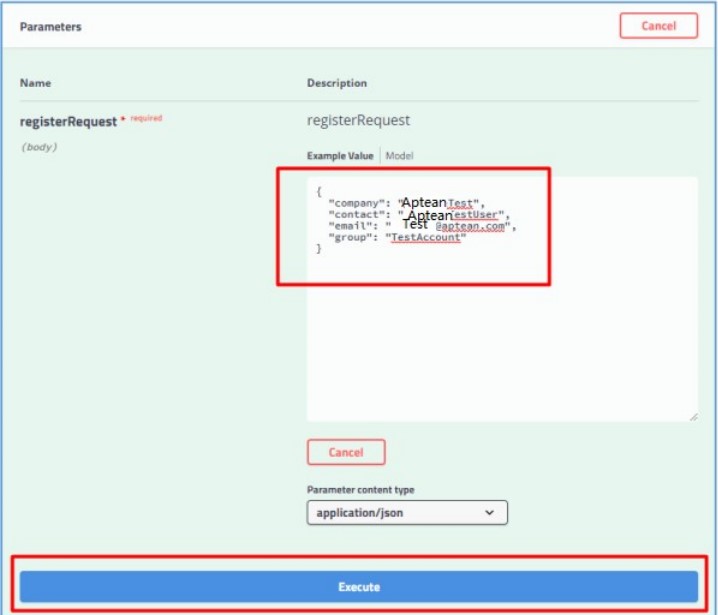 Parameters
Cancel
Name
Description
registerRequest * required
registerRequest
(body)
Example Value | Model
{
"company": "ApteanTest",
"contact": " ApteanTestUser",
"email": " Test @aptean.com",
"group": "TestAccount"
}
Cancel
Parameter content type
application/json
Execute